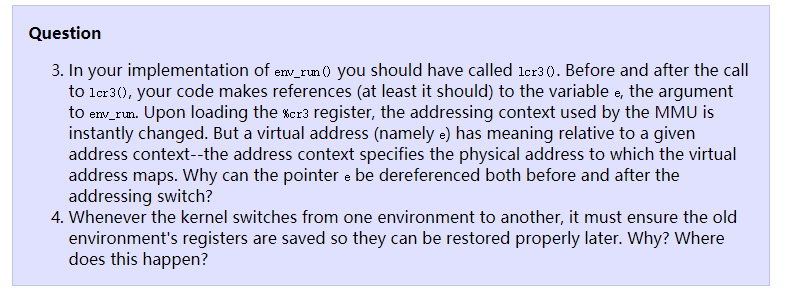 Question
3. In your implementation of env_run() you should have called lcr3(). Before and after the call
to lcr3(), your code makes references (at least it should) to the variable e, the argument
to env_run. Upon loading the %cr3 register, the addressing context used by the MMU is
instantly changed. But a virtual address (namely e) has meaning relative to a given
address context--the address context specifies the physical address to which the virtual
address maps. Why can the pointer e be dereferenced both before and after the
addressing switch?
4. Whenever the kernel switches from one environment to another, it must ensure the old
environment's registers are saved so they can be restored properly later. Why? Where
does this happen?